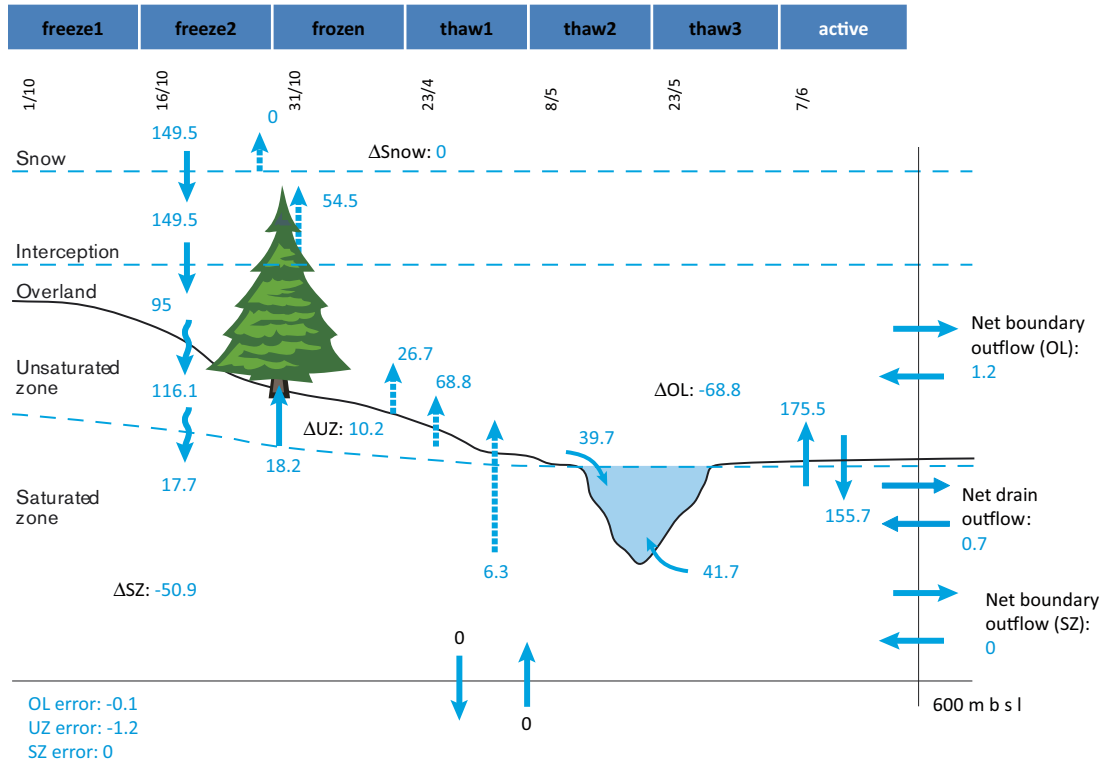 freeze1 freeze2 frozen thaw1 thaw2 thaw3 active
1/10 16/10 31/10 23/4 8/5 23/5 7/6
0
149.5
Snow
ΔSnow: 0
54.5
149.5
Interception
Overland
95
Net boundary
outflow (OL):
1.2
26.7
Unsaturated
zone
116.1
68.8
ΔOL: -68.8
175.5
ΔUZ: 10.2
39.7
18.2
17.7
Saturated
zone
155.7
Net drain
outflow:
0.7
6.3
41.7
ΔSZ: -50.9
Net boundary
outflow (SZ):
0
0
0
600 m b s l
OL error: -0.1
UZ error: -1.2
SZ error: 0